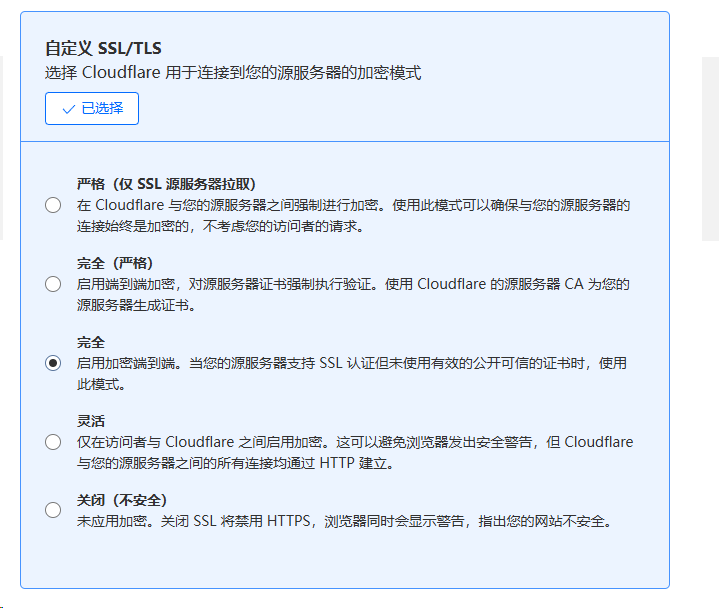 自定义 SSL/TLS
选择 Cloudflare 用于连接到您的源服务器的加密模式
已选择
严格（仅 SSL 源服务器拉取）
在 Cloudflare 与您的源服务器之间强制进行加密。使用此模式可以确保与您的源服务器的
连接始终是加密的，不考虑您的访问者的请求。
完全（严格）
启用端到端加密，对源服务器证书强制执行验证。使用 Cloudflare 的源服务器 CA 为您的
源服务器生成证书。
完全
启用加密端到端。当您的源服务器支持 SSL 认证但未使用有效的公开可信的证书时，使用
此模式。
灵活
仅在访问者与 Cloudflare 之间启用加密。这可以避免浏览器发出安全警告，但 Cloudflare
与您的源服务器之间的所有连接均通过 HTTP 建立。
关闭（不安全）
未应用加密。关闭 SSL 将禁用 HTTPS，浏览器同时会显示警告，指出您的网站不安全。